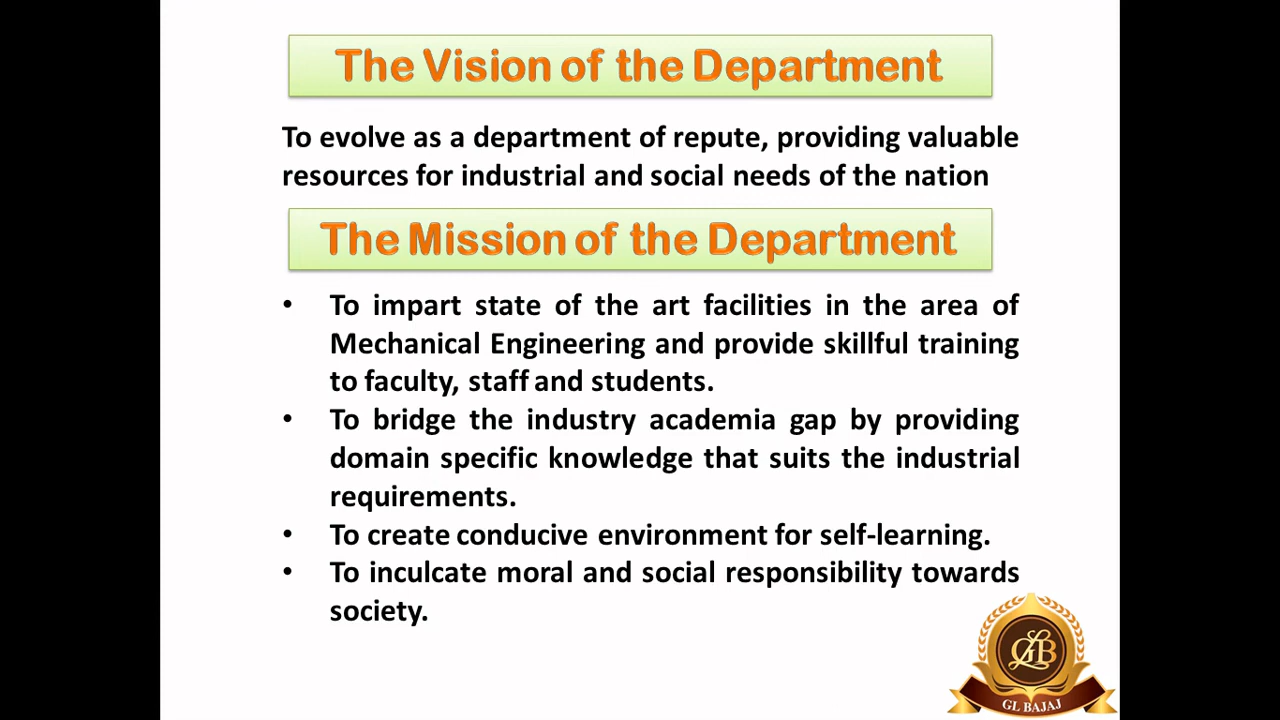 The Vision of the Department
To evolve as a department of repute, providing valuable
resources for industrial and social needs of the nation
The Mission of the Department
• To impart state of the art facilities in the area of
Mechanical Engineering and provide skillful training
to faculty, staff and students.
• To bridge the industry academia gap by providing
domain specific knowledge that suits the industrial
requirements.
• To create conducive environment for self-learning.
• To inculcate moral and social responsibility towards
society.
GLB
GL BAJAJ